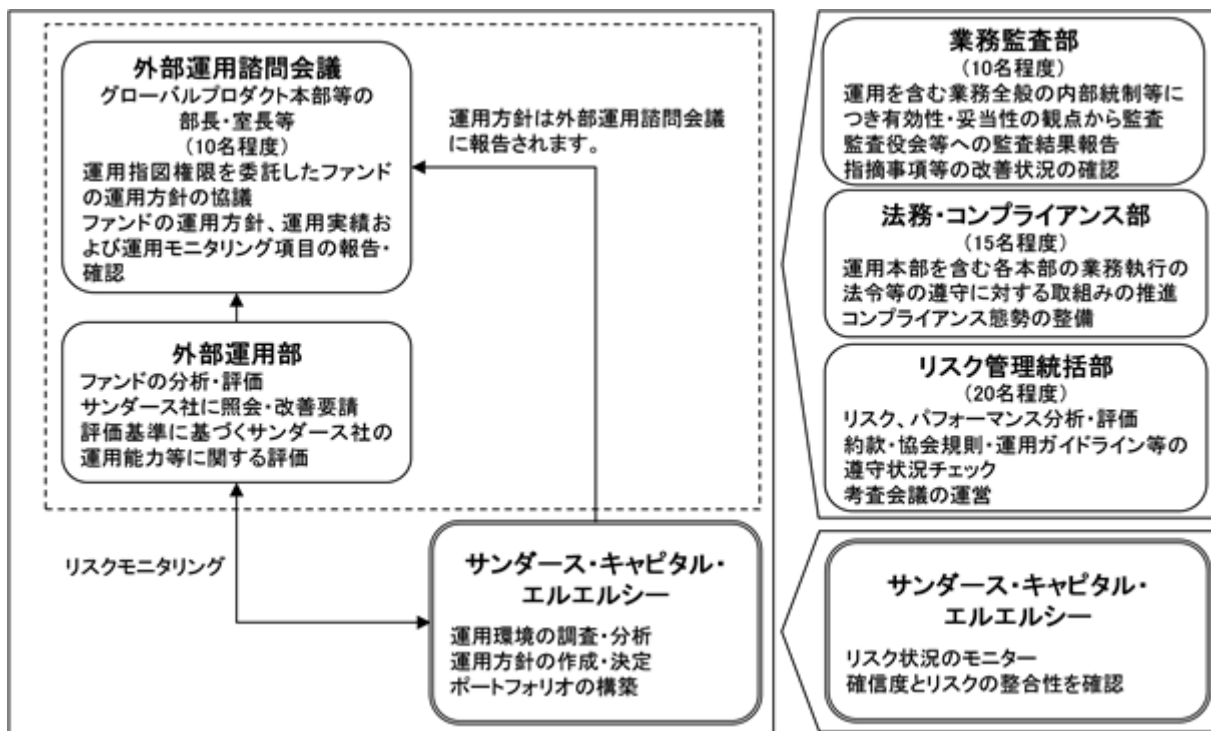 外部運用諮問会議
グローバルプロダクト本部等の
部長・室長等
(10名程度)
運用指図権限を委託したファンド
の運用方針の協議
ファンドの運用方針、運用実績お
よび運用モニタリング項目の報告・
確認
運用方針は外部運用諮問会議
に報告されます。
外部運用部
ファンドの分析・評価
サンダース社に照会・改善要請
評価基準に基づくサンダース社の
運用能力等に関する評価
リスクモニタリング
サンダース・キャピタル・
エルエルシー
運用環境の調査・分析
運用方針の作成・決定
ポートフォリオの構築
業務監査部
(10名程度)
運用を含む業務全般の内部統制等に
つき有効性・妥当性の観点から監査
監査役会等への監査結果報告
指摘事項等の改善状況の確認
法務・コンプライアンス部
(15名程度)
運用本部を含む各本部の業務執行の
法令等の遵守に対する取組みの推進
コンプライアンス態勢の整備
リスク管理統括部
(20名程度)
リスク、パフォーマンス分析・評価
約款・協会規則・運用ガイドライン等の
遵守状況チェック
考査会議の運営
サンダース・キャピタル・
エルエルシー
リスク状況のモニター
確信度とリスクの整合性を確認